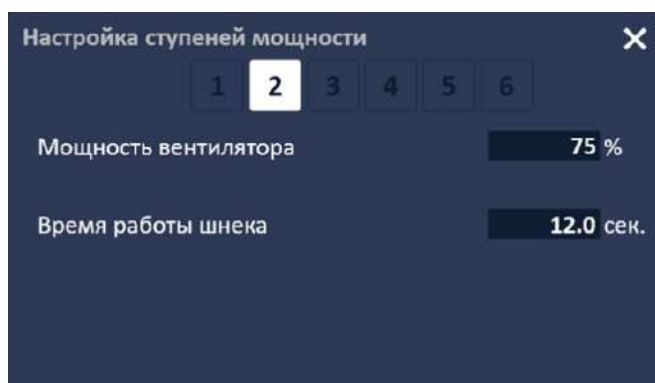 Настройка ступеней мощности
1 2 3 4 5 6
Мощность вентилятора 75 %
Время работы шнека 12.0 сек.